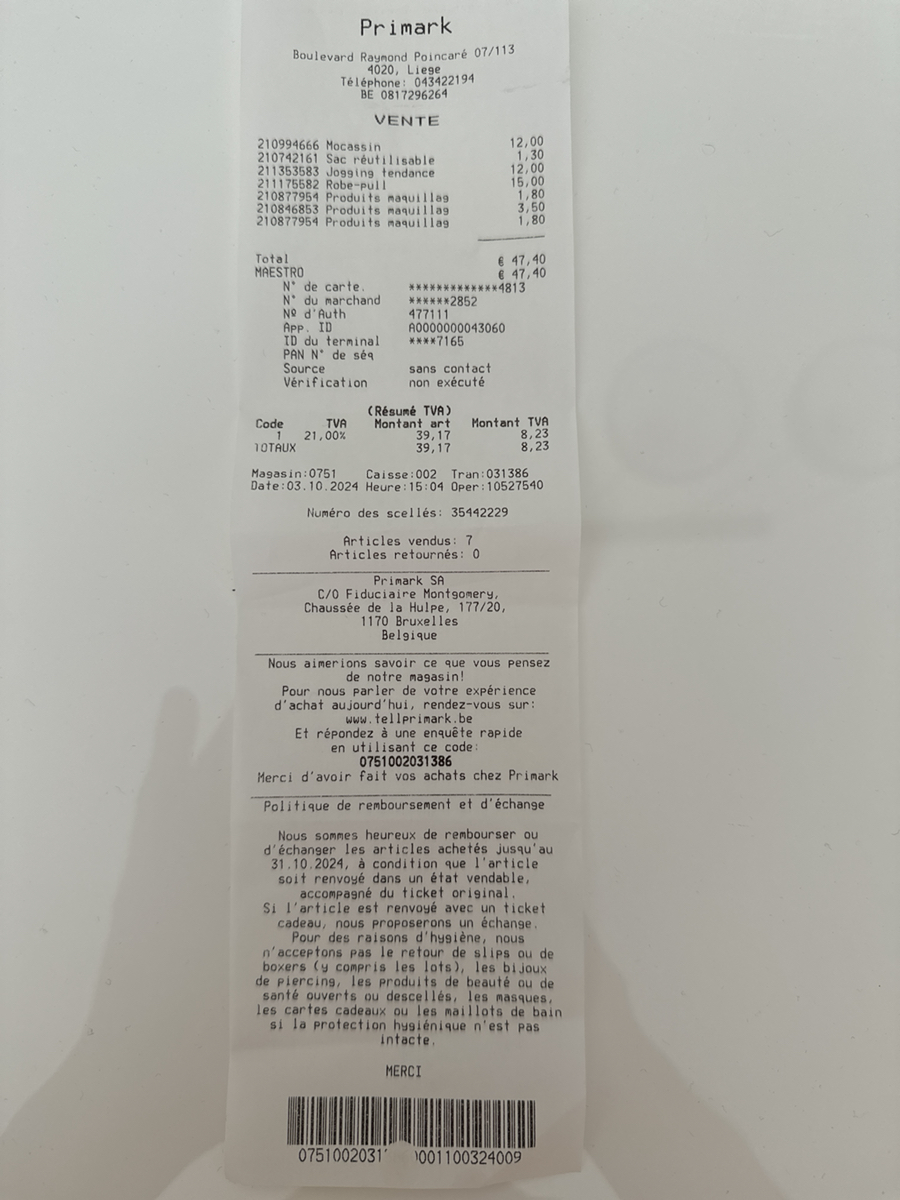 Primark
Boulevard Raymond Poincaré 07/113
4020, Liege
Téléphone: 043422194
BE 0817296264
VENTE
210994666 Mocassin 12,00
210742161 Sac réutilisable 1,30
211353583 Jogging tendance 12,00
211175582 Robe-pull 15,00
210877954 Produits maquillag 1,80
210846853 Produits maquillag 3,50
210877954 Produits maquillag 1,80
Total € 47,40
MAESTRO € 47,40
N° de carte. *************4813
N° du marchand ******2852
Nº d'Auth 477111
App. ID A0000000043060
ID du terminal ****7165
PAN N° de séq
Source sans contact
Vérification non exécuté
(Résumé TVA)
Code TVA Montant art Montant TVA
1 21,00% 39,17 8,23
TOTAUX 39,17 8,23
Magasin:0751 Caisse:002 Tran:031386
Date:03.10.2024 Heure:15:04 Oper:10527540
Numéro des scellés: 35442229
Articles vendus: 7
Articles retournés: 0
Primark SA
C/O Fiduciaire Montgomery,
Chaussée de la Hulpe, 177/20,
1170 Bruxelles
Belgique
Nous aimerions savoir ce que vous pensez
de notre magasin!
Pour nous parler de votre expérience
d'achat aujourd'hui, rendez-vous sur:
www.tellprimark.be
Et répondez à une enquête rapide
en utilisant ce code:
0751002031386
Merci d'avoir fait vos achats chez Primark
Politique de remboursement et d'échange
Nous sommes heureux de rembourser ou
d'échanger les articles achetés jusqu'au
31.10.2024, à condition que l'article
soit renvoyé dans un état vendable,
accompagné du ticket original.
Si l'article est renvoyé avec un ticket
cadeau, nous proposerons un échange.
Pour des raisons d'hygiène, nous
n'acceptons pas le retour de slips ou de
boxers (y compris les lots), les bijoux
de piercing, les produits de beauté ou de
santé ouverts ou descellés, les masques,
les cartes cadeaux ou les maillots de bain
si la protection hygiénique n'est pas
intacte.
MERCI
0751002031 001100324009